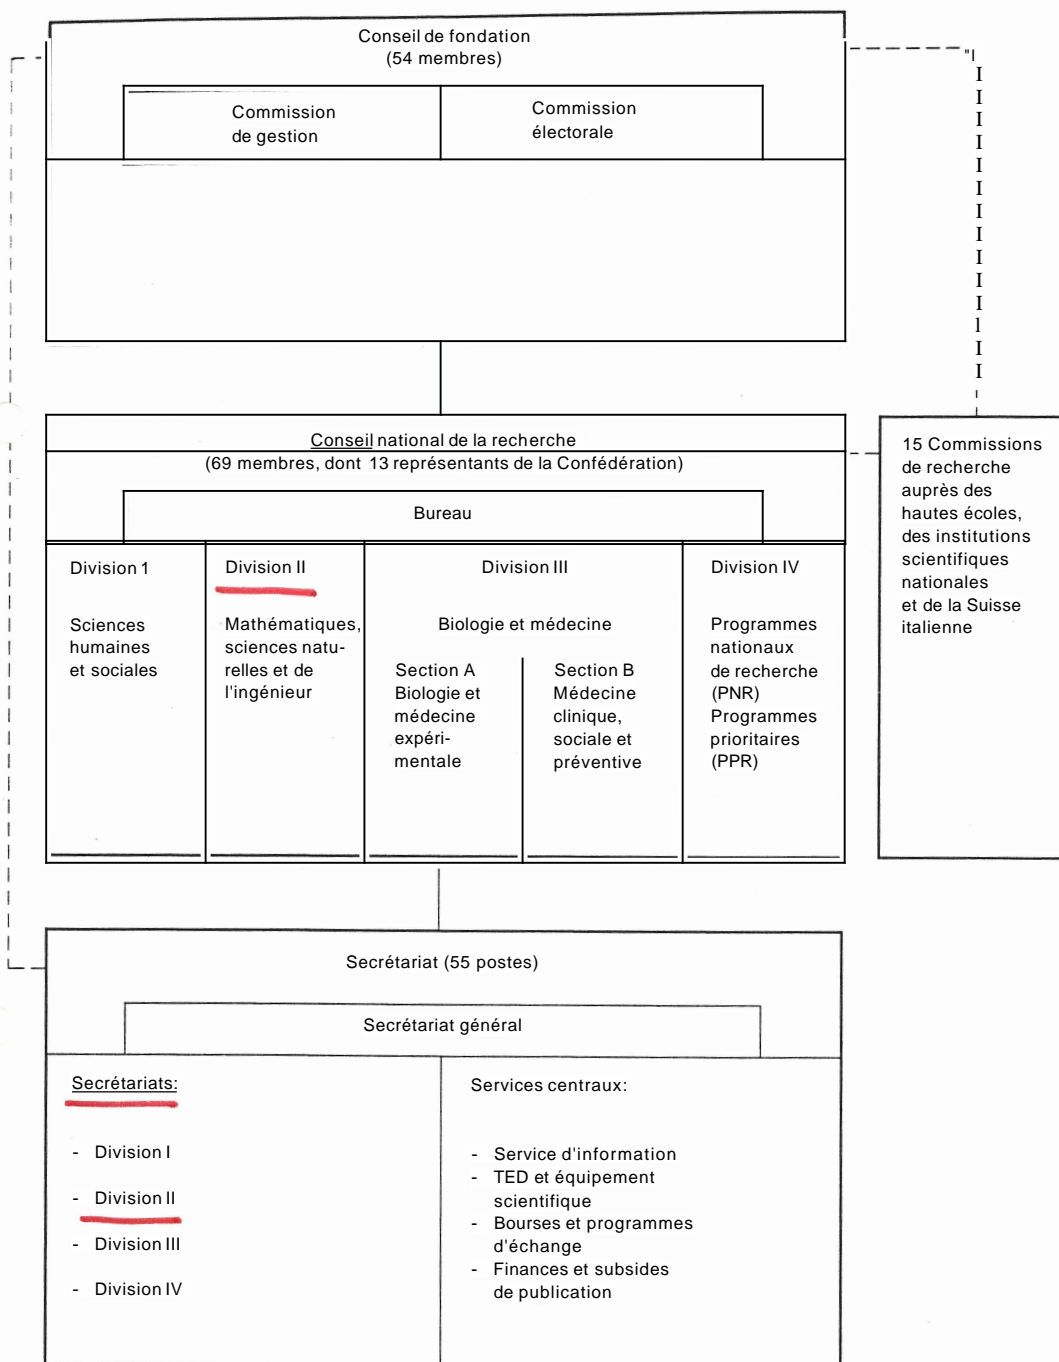 Conseil de fondation
(54 membres)
Commission
de gestion
Commission
électorale
Conseil national de la recherche
(69 membres, dont 13 représentants de la Confédération)
Bureau
Division 1
Sciences
humaines
et sociales
Division II
Mathématiques,
sciences natu-
relles et de
l'ingénieur
Division III
Biologie et médecine
Section A
Biologie et
médecine
expéri-
mentale
Section B
Médecine
clinique,
sociale et
préventive
Division IV
Programmes
nationaux
de recherche
(PNR)
Programmes
prioritaires
(PPR)
15 Commissions
de recherche
auprès des
hautes écoles,
des institutions
scientifiques
nationales
et de la Suisse
italienne
Secrétariat (55 postes)
Secrétariat général
Secrétariats:
- Division I
- Division II
- Division III
- Division IV
Services centraux:
- Service d'information
- TED et équipement
scientifique
- Bourses et programmes
d'échange
- Finances et subsides
de publication